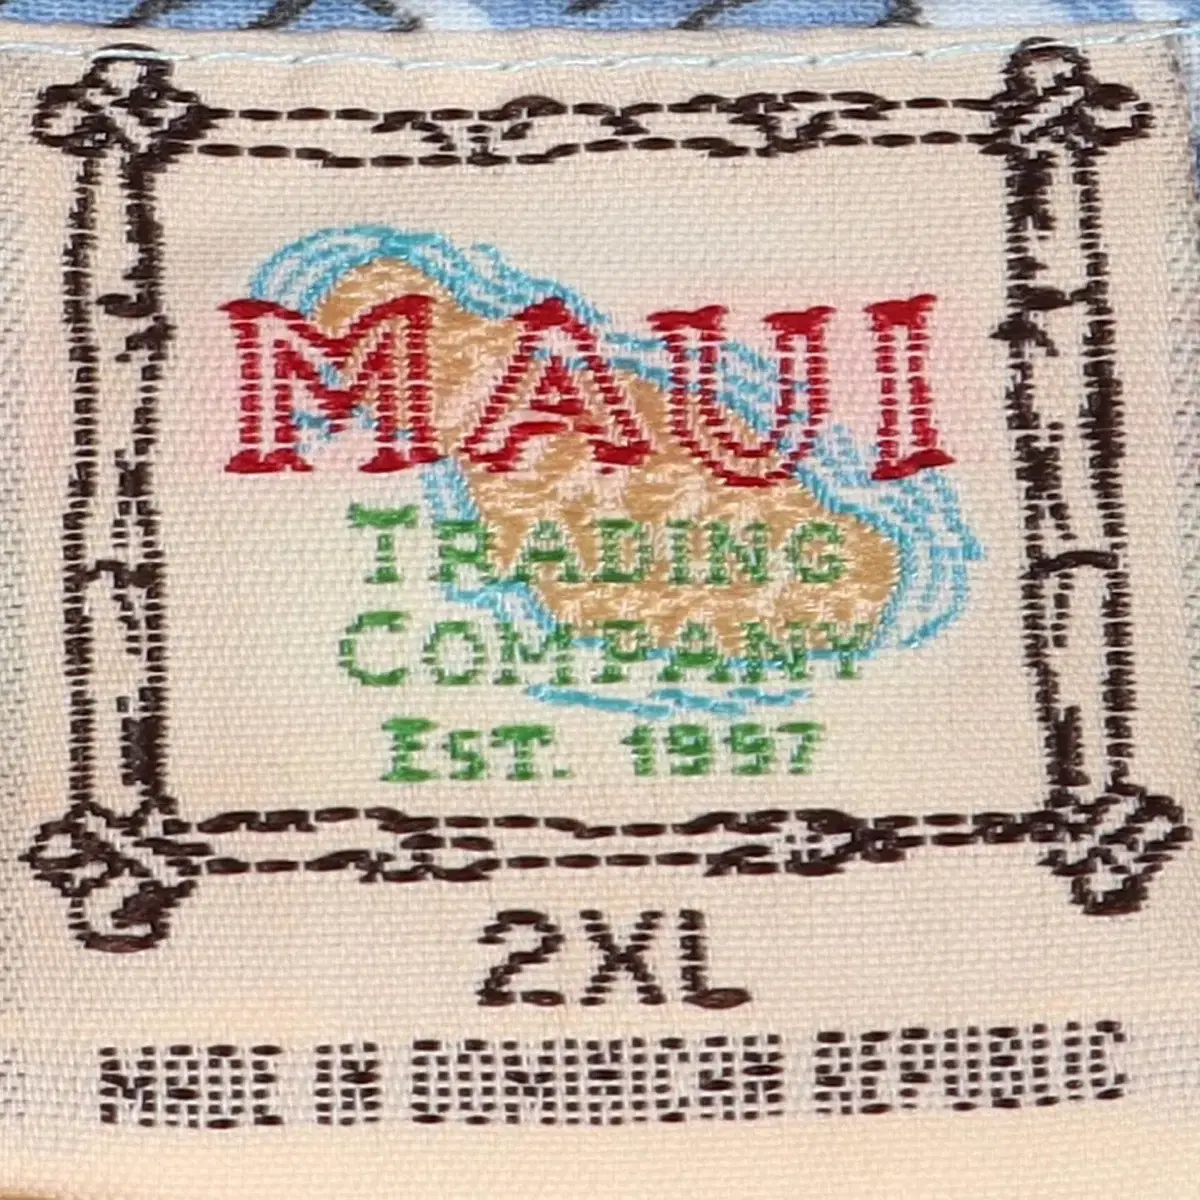 MAUI
TRADING
COMPANY
EST. 1997
2XL
MADE IN DOMINICAN REPUBLIC